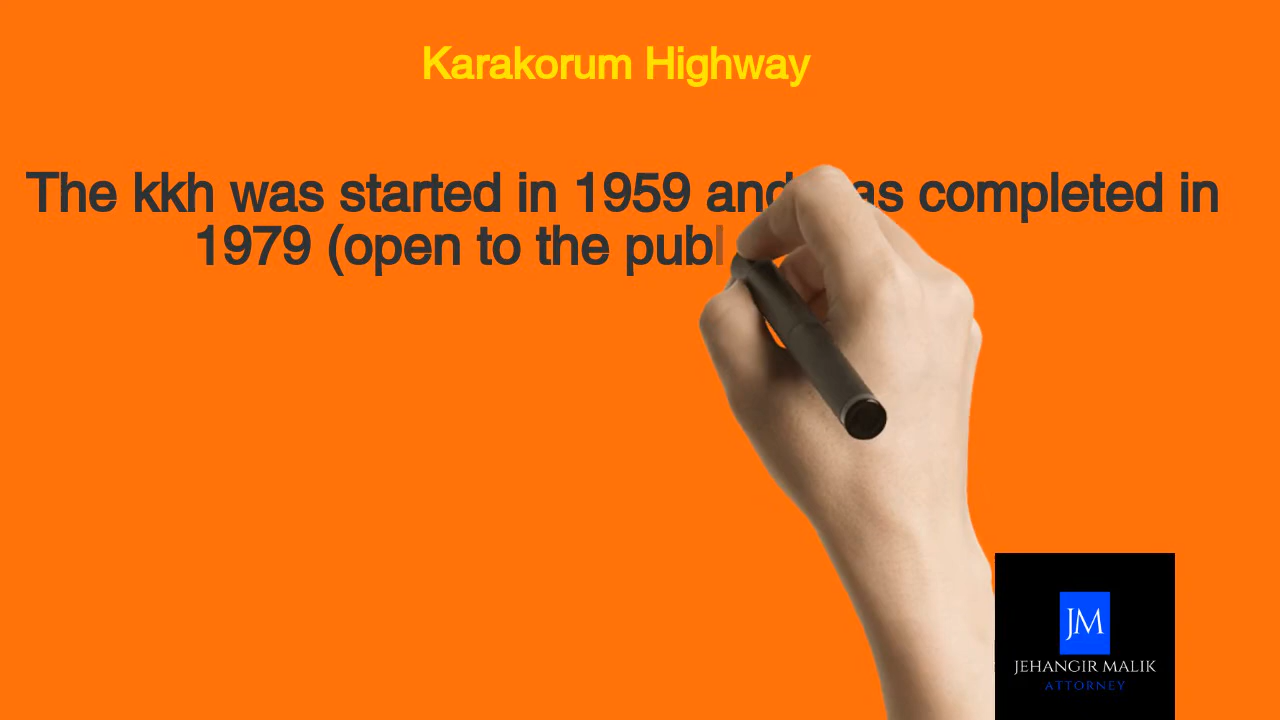 Karakorum Highway
The kkh was started in 1959 and as completed in
1979 (open to the publ
JM
JEHANGIR MALIK
ATTORNEY